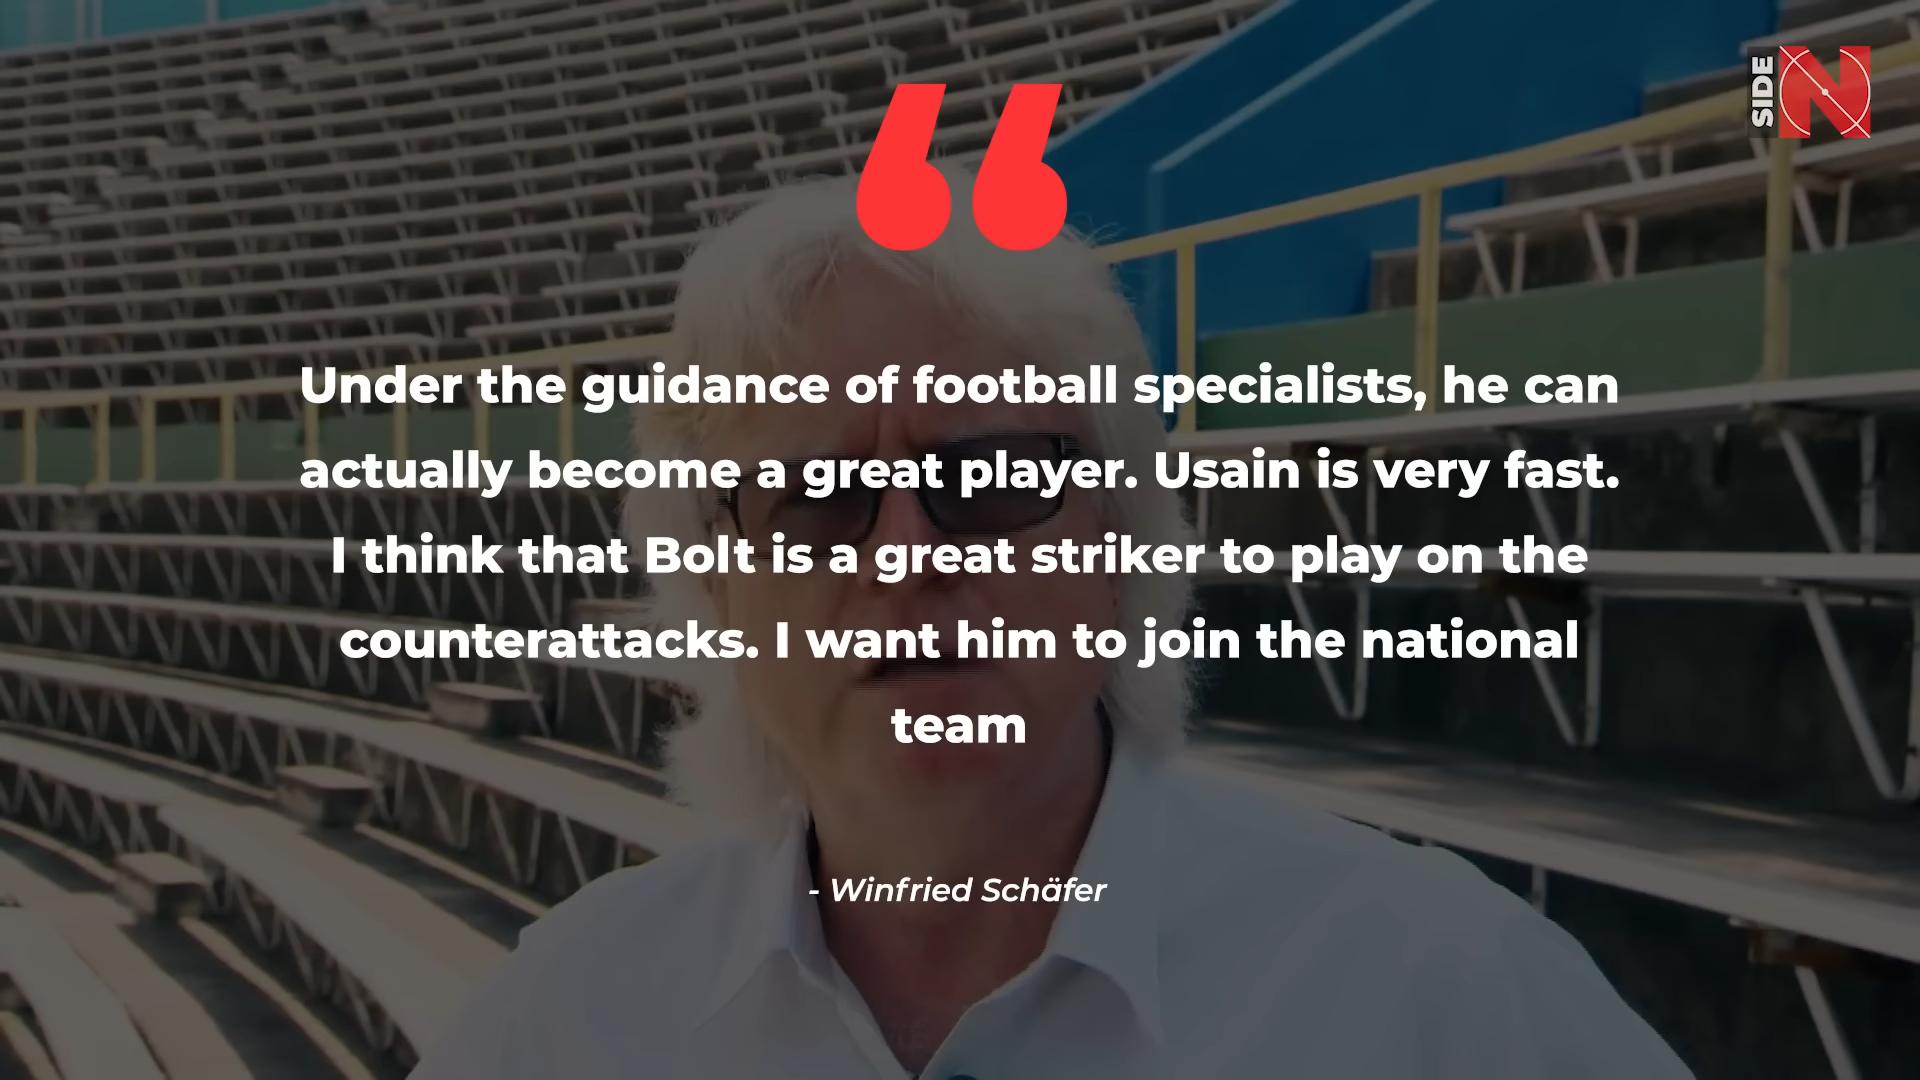 SIDE
N
“
Under the guidance of football specialists, he can
actually become a great player. Usain is very fast.
I think that Bolt is a great striker to play on the
counterattacks. I want him to join the national
team
- Winfried Schäfer